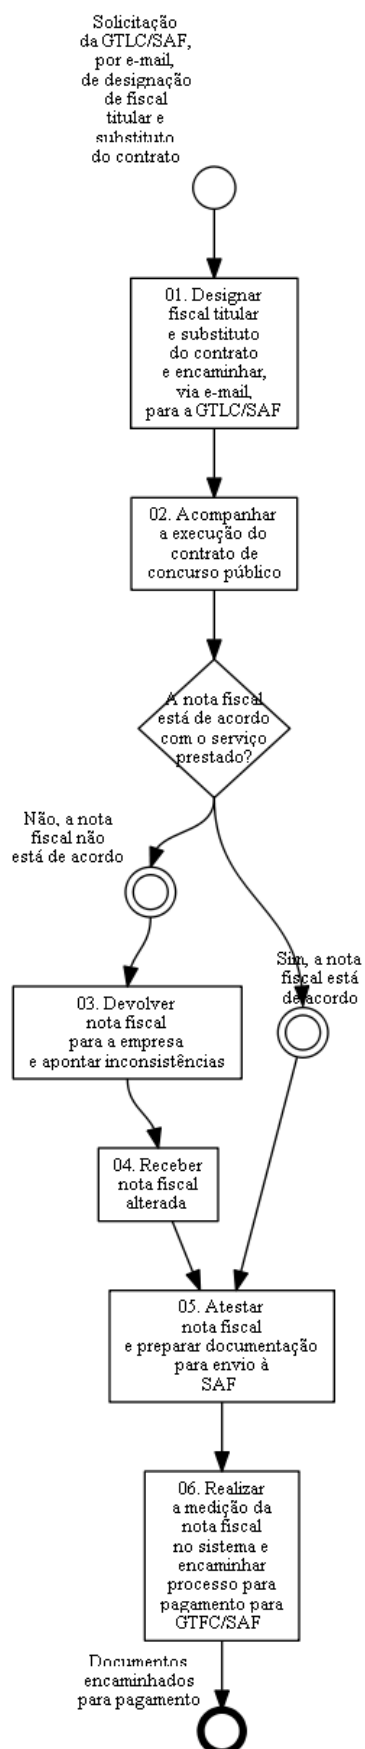 Solicitação
da GTLC/SAF,
por e-mail,
de designação
de fiscal
titular e
substituto
do contrato
01. Designar
fiscal titular
e substituto
do contrato
e encaminhar,
via e-mail,
para a GTLC/SAF
02. Acompanhar
a execução do
contrato de
concurso público
A nota fiscal
está de acordo
com o serviço
prestado?
Não, a nota
fiscal não
está de acordo
Sim, a nota
fiscal está
de acordo
03. Devolver
nota fiscal
para a empresa
e apontar inconsistências
04. Receber
nota fiscal
alterada
05. Atestar
nota fiscal
e preparar documentação
para envio à
SAF
06. Realizar
a medição da
nota fiscal
no sistema e
encaminhar
processo para
pagamento para
GTFC/SAF
Documentos
encaminhados
para pagamento